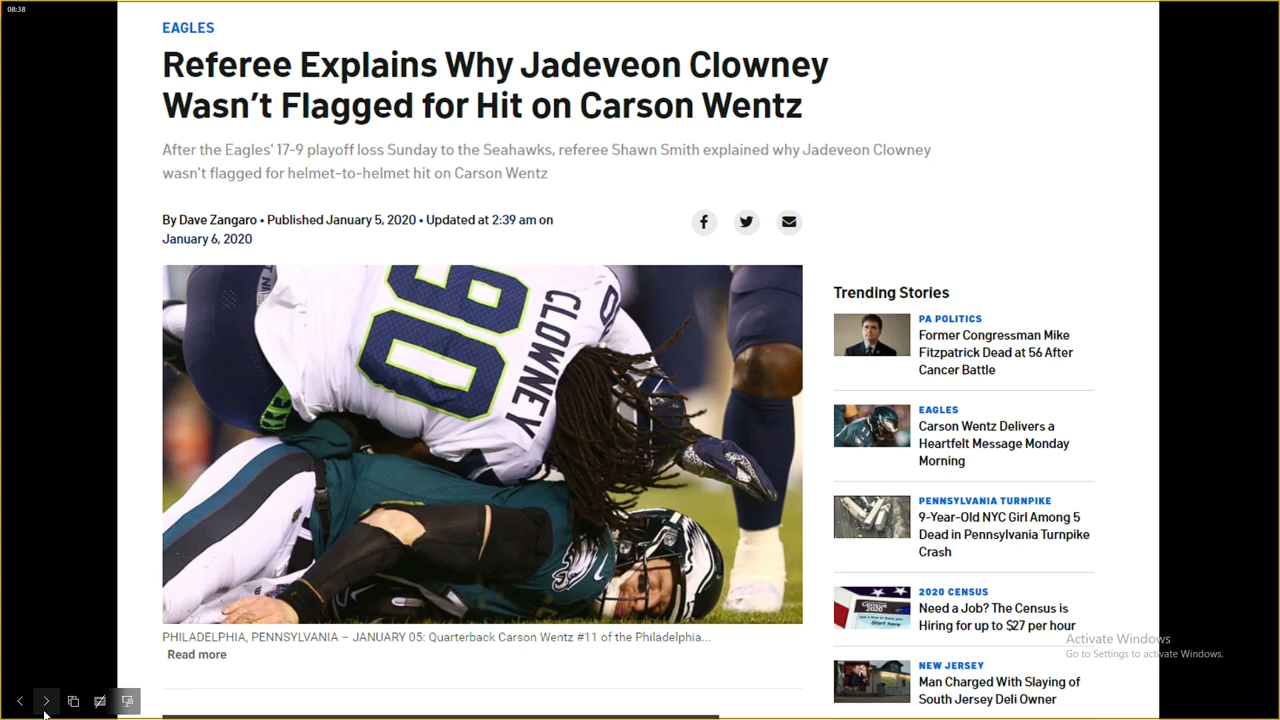 08:38
EAGLES
Referee Explains Why Jadeveon Clowney
Wasn't Flagged for Hit on Carson Wentz
After the Eagles' 17-9 playoff loss Sunday to the Seahawks, referee Shawn Smith explained why Jadeveon Clowney
wasn't flagged for helmet-to-helmet hit on Carson Wentz
By Dave Zangaro • Published January 5, 2020 • Updated at 2:39 am on
January 6, 2020
CLOWNEY
90
PHILADELPHIA, PENNSYLVANIA – JANUARY 05: Quarterback Carson Wentz #11 of the Philadelphia...
Read more
Trending Stories
PA POLITICS
Former Congressman Mike
Fitzpatrick Dead at 56 After
Cancer Battle
EAGLES
Carson Wentz Delivers a
Heartfelt Message Monday
Morning
PENNSYLVANIA TURNPIKE
9-Year-Old NYC Girl Among 5
Dead in Pennsylvania Turnpike
Crash
2020 CENSUS
Need a Job? The Census is
Hiring for up to $27 per hour
NEW JERSEY
Man Charged With Slaying of
South Jersey Deli Owner
Activate Windows
Go to Settings to activate Windows.